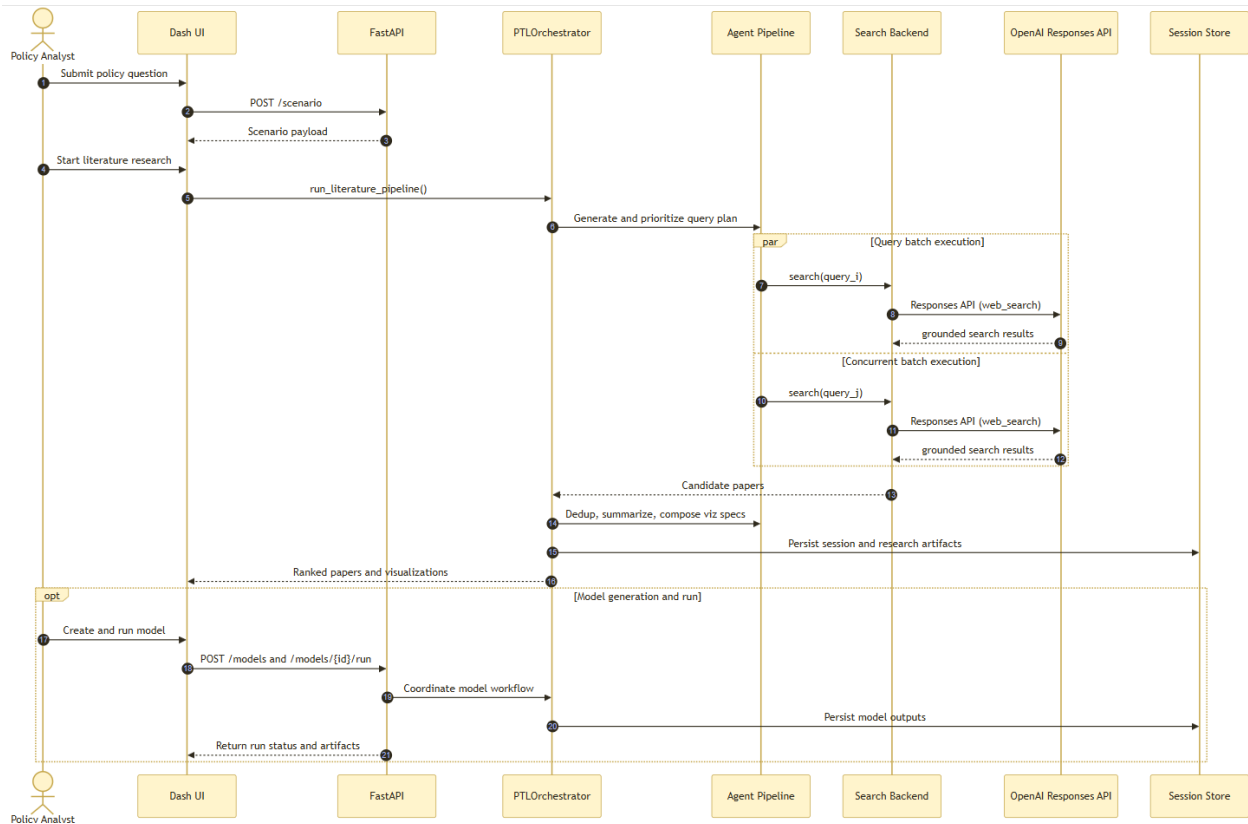 Policy Analyst
Dash UI
FastAPI
PTLOrchestrator
Agent Pipeline
Search Backend
OpenAI Responses API
Session Store
1 Submit policy question
2 POST /scenario
Scenario payload 3
4 Start literature research
5 run_literature_pipeline()
6 Generate and prioritize query plan
par [Query batch execution]
7 search(query_i)
8 Responses API (web_search)
grounded search results 9
[Concurrent batch execution]
10 search(query_j)
11 Responses API (web_search)
grounded search results 12
Candidate papers 13
14 Dedup, summarize, compose viz specs
15 Persist session and research artifacts
Ranked papers and visualizations 16
opt [Model generation and run]
17 Create and run model
18 POST /models and /models/{id}/run
19 Coordinate model workflow
20 Persist model outputs
Return run status and artifacts 21
Policy Analyst
Dash UI
FastAPI
PTLOrchestrator
Agent Pipeline
Search Backend
OpenAI Responses API
Session Store